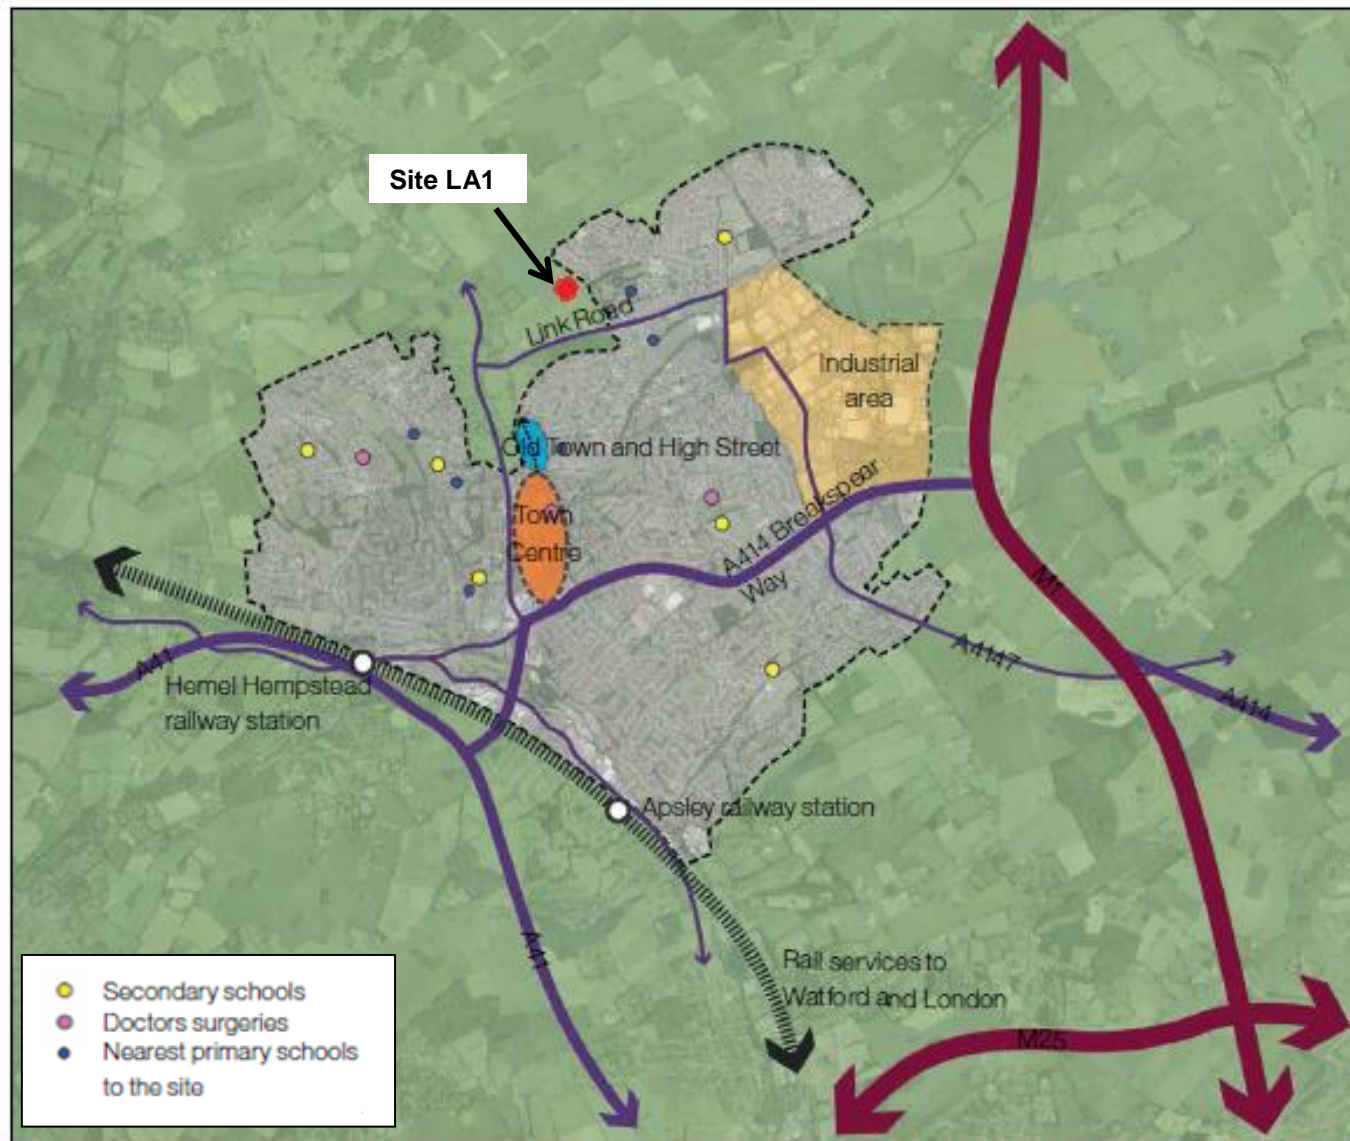 Site LA1
Link Road
Industrial
area
Old Town and High Street
Town
Centre
A414 Breakspear
Way
M1
A4147
A414
A41
Hemel Hempstead
railway station
Apsley railway station
A41
Rail services to
Watford and London
M25
Secondary schools
Doctors surgeries
Nearest primary schools
to the site